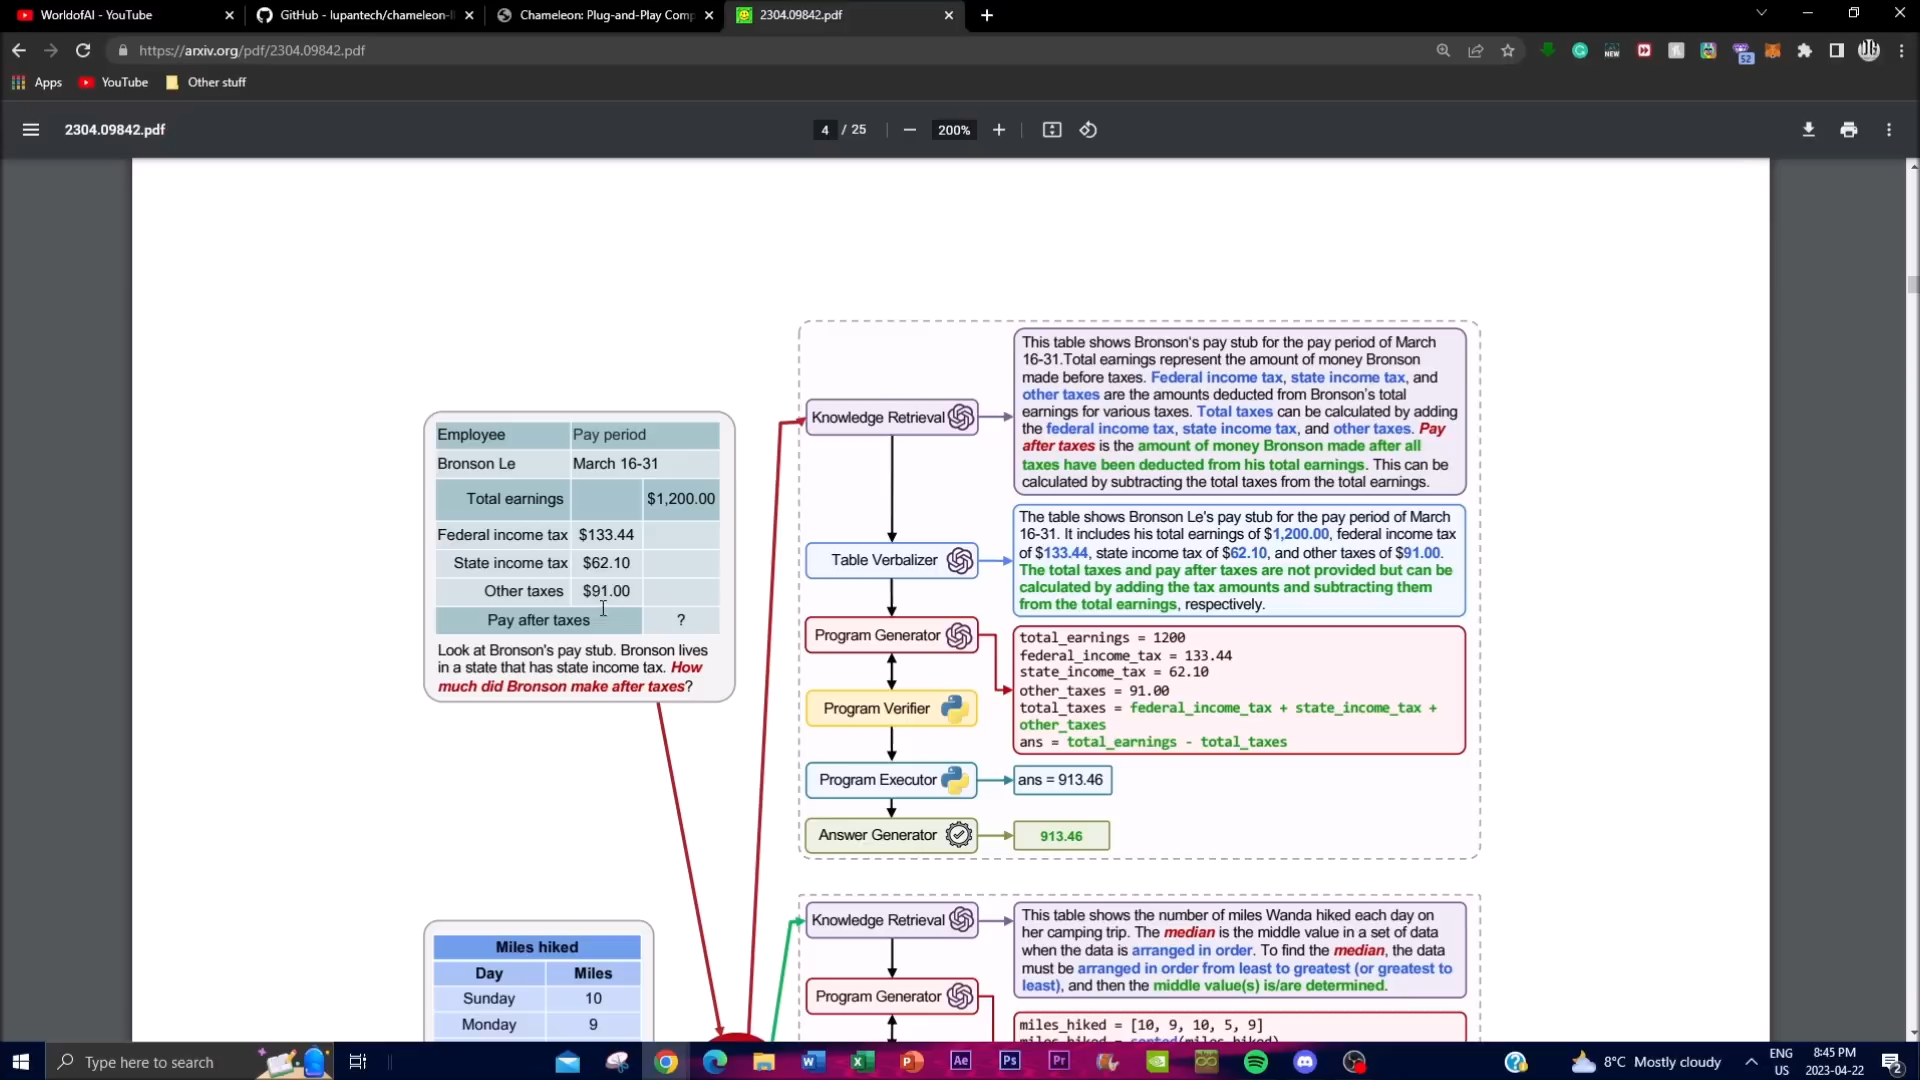 WorldofAI - YouTube
GitHub - lupantech/chameleon-l
Chameleon: Plug-and-Play Comp
2304.09842.pdf
https://arxiv.org/pdf/2304.09842.pdf
NEW
52
Apps
YouTube
Other stuff
2304.09842.pdf
4 / 25
200%
Employee Pay period
Bronson Le March 16-31
Total earnings $1,200.00
Federal income tax $133.44
State income tax $62.10
Other taxes $91.00
Pay after taxes ?
Look at Bronson's pay stub. Bronson lives
in a state that has state income tax. How
much did Bronson make after taxes?
Knowledge Retrieval
This table shows Bronson's pay stub for the pay period of March
16-31.Total earnings represent the amount of money Bronson
made before taxes. Federal income tax, state income tax, and
other taxes are the amounts deducted from Bronson's total
earnings for various taxes. Total taxes can be calculated by adding
the federal income tax, state income tax, and other taxes. Pay
after taxes is the amount of money Bronson made after all
taxes have been deducted from his total earnings. This can be
calculated by subtracting the total taxes from the total earnings.
Table Verbalizer
The table shows Bronson Le's pay stub for the pay period of March
16-31. It includes his total earnings of $1,200.00, federal income tax
of $133.44, state income tax of $62.10, and other taxes of $91.00.
The total taxes and pay after taxes are not provided but can be
calculated by adding the tax amounts and subtracting them
from the total earnings, respectively.
Program Generator
total_earnings = 1200
federal_income_tax = 133.44
state_income_tax = 62.10
other_taxes = 91.00
total_taxes = federal_income_tax + state_income_tax +
other_taxes
ans = total_earnings - total_taxes
Program Verifier
Program Executor
ans = 913.46
Answer Generator
913.46
Miles hiked
Day Miles
Sunday 10
Monday 9
Knowledge Retrieval
This table shows the number of miles Wanda hiked each day on
her camping trip. The median is the middle value in a set of data
when the data is arranged in order. To find the median, the data
must be arranged in order from least to greatest (or greatest to
least), and then the middle value(s) is/are determined.
Program Generator
miles_hiked = [10, 9, 10, 5, 9]
miles_hiked = sorted(miles_hiked)
Type here to search
Ae
Ps
Pr
8°C Mostly cloudy
ENG
US
8:45 PM
2023-04-22
2